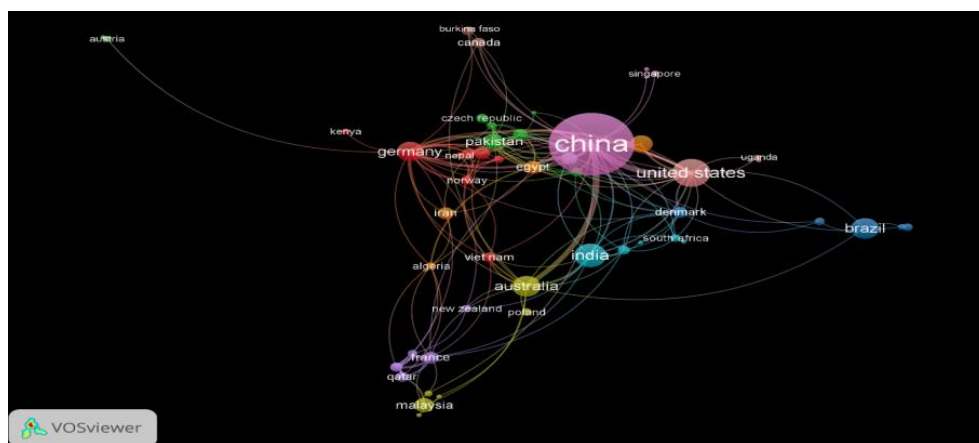 burkina faso
austria
canada
singapore
czech republic
kenya
pakistan
china
germany
nepal
uganda
egypt
united states
norway
iran
denmark
brazil
south africa
viet nam
india
algeria
australia
new zealand
poland
france
qatar
malaysia
VOSviewer